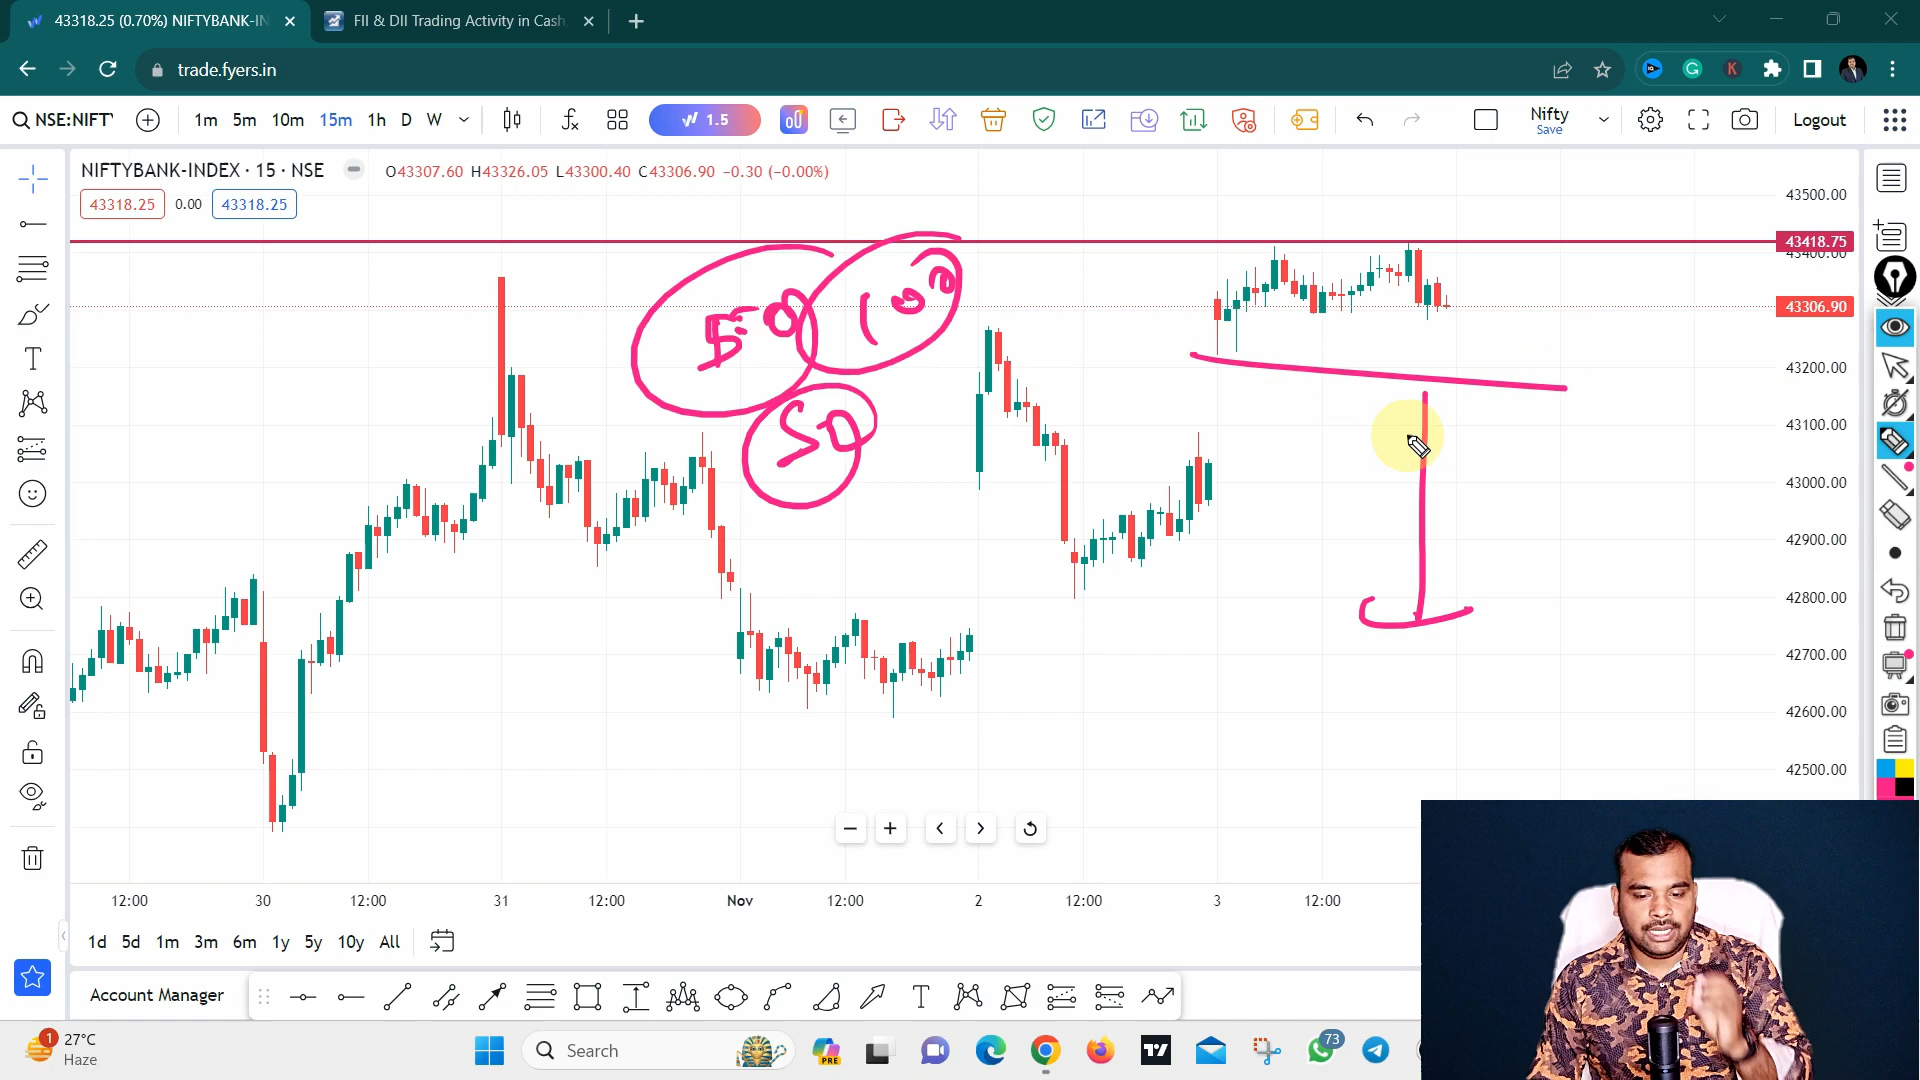 43318.25 (0.70%) NIFTYBANK-IN
FII & DII Trading Activity in Cash,
trade.fyers.in
K
NSE:NIFT
1m 5m 10m 15m 1h D W
1.5
Nifty
Save
Logout
NIFTYBANK-INDEX · 15 · NSE
O43307.60 H43326.05 L43300.40 C43306.90 −0.30 (−0.00%)
43318.25 0.00 43318.25
43500.00
43418.75
43400.00
43306.90
43200.00
43100.00
43000.00
42900.00
42800.00
42700.00
42600.00
42500.00
50
100
50
12:00 30 12:00 31 12:00 Nov 12:00 2 12:00 3 12:00
1d 5d 1m 3m 6m 1y 5y 10y All
Account Manager
1
27°C
Haze
Search
PRE
73